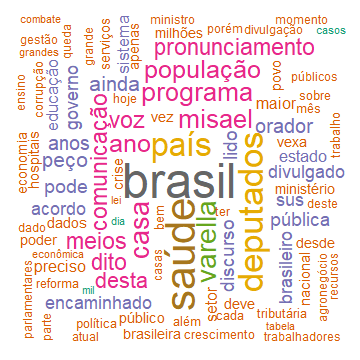 combate
ministro
momento
gestão
queda
milhões
porém
divulgação
casos
grandes
grande
serviços
sistema
apenas
pronunciamento
ensino
corrupção
educação
governo
ainda
população
povo
públicos
hoje
programa
maior
sobre
mês
economia
hospitais
anos
peço
comunicação
voz
vez
misael
orador
trabalho
ano
país
lido
vexa
estado
crise
divulgado
pode
brasil
ministério
acordo
lei
sus
deste
dado
dados
dia
bem
ter
pública
poder
meios
casa
saúde
varella
discurso
deputados
brasileiro
desde
dito
casas
econômica
preciso
desta
setor
nacional
agronegócio
recursos
parlamentares
reforma
mil
deve
encaminhado
cada
tributária
parte
política
público
além
tabela
atual
brasileira
crescimento
trabalhadores